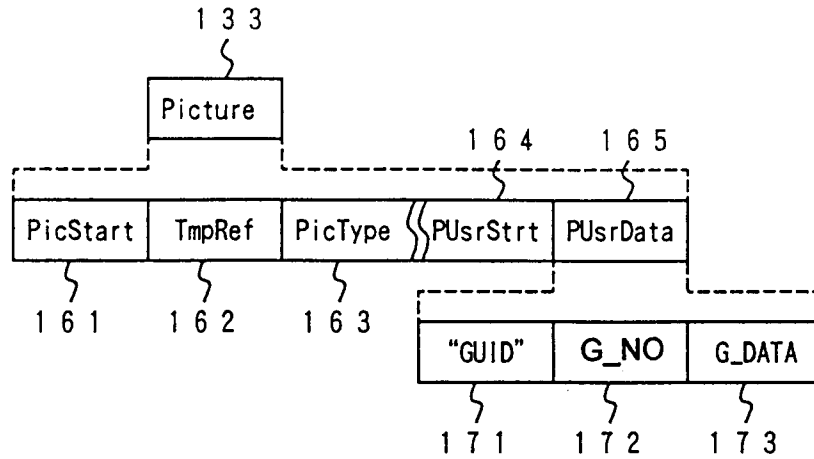 133
Picture
164 165
PicStart TmpRef PicType PUsrStrt PUsrData
161 162 163
“GUID” G_NO G_DATA
171 172 173